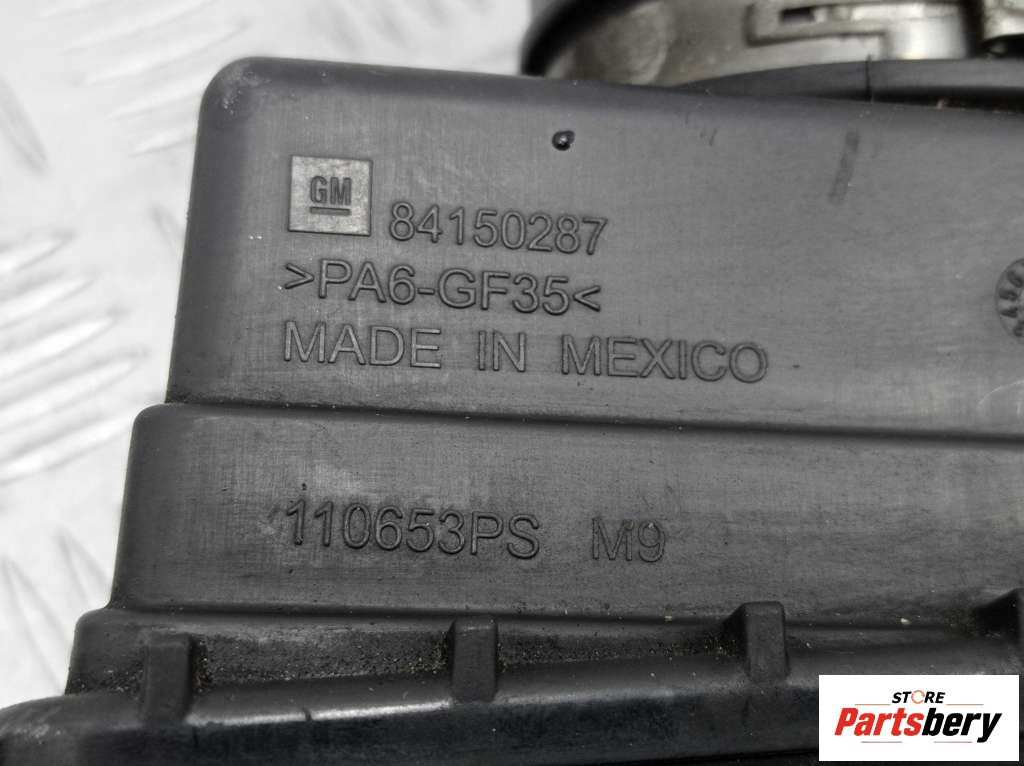 GM
84150287
>PA6-GF35<
MADE IN MEXICO
110653PS M9
STORE
Partsbery